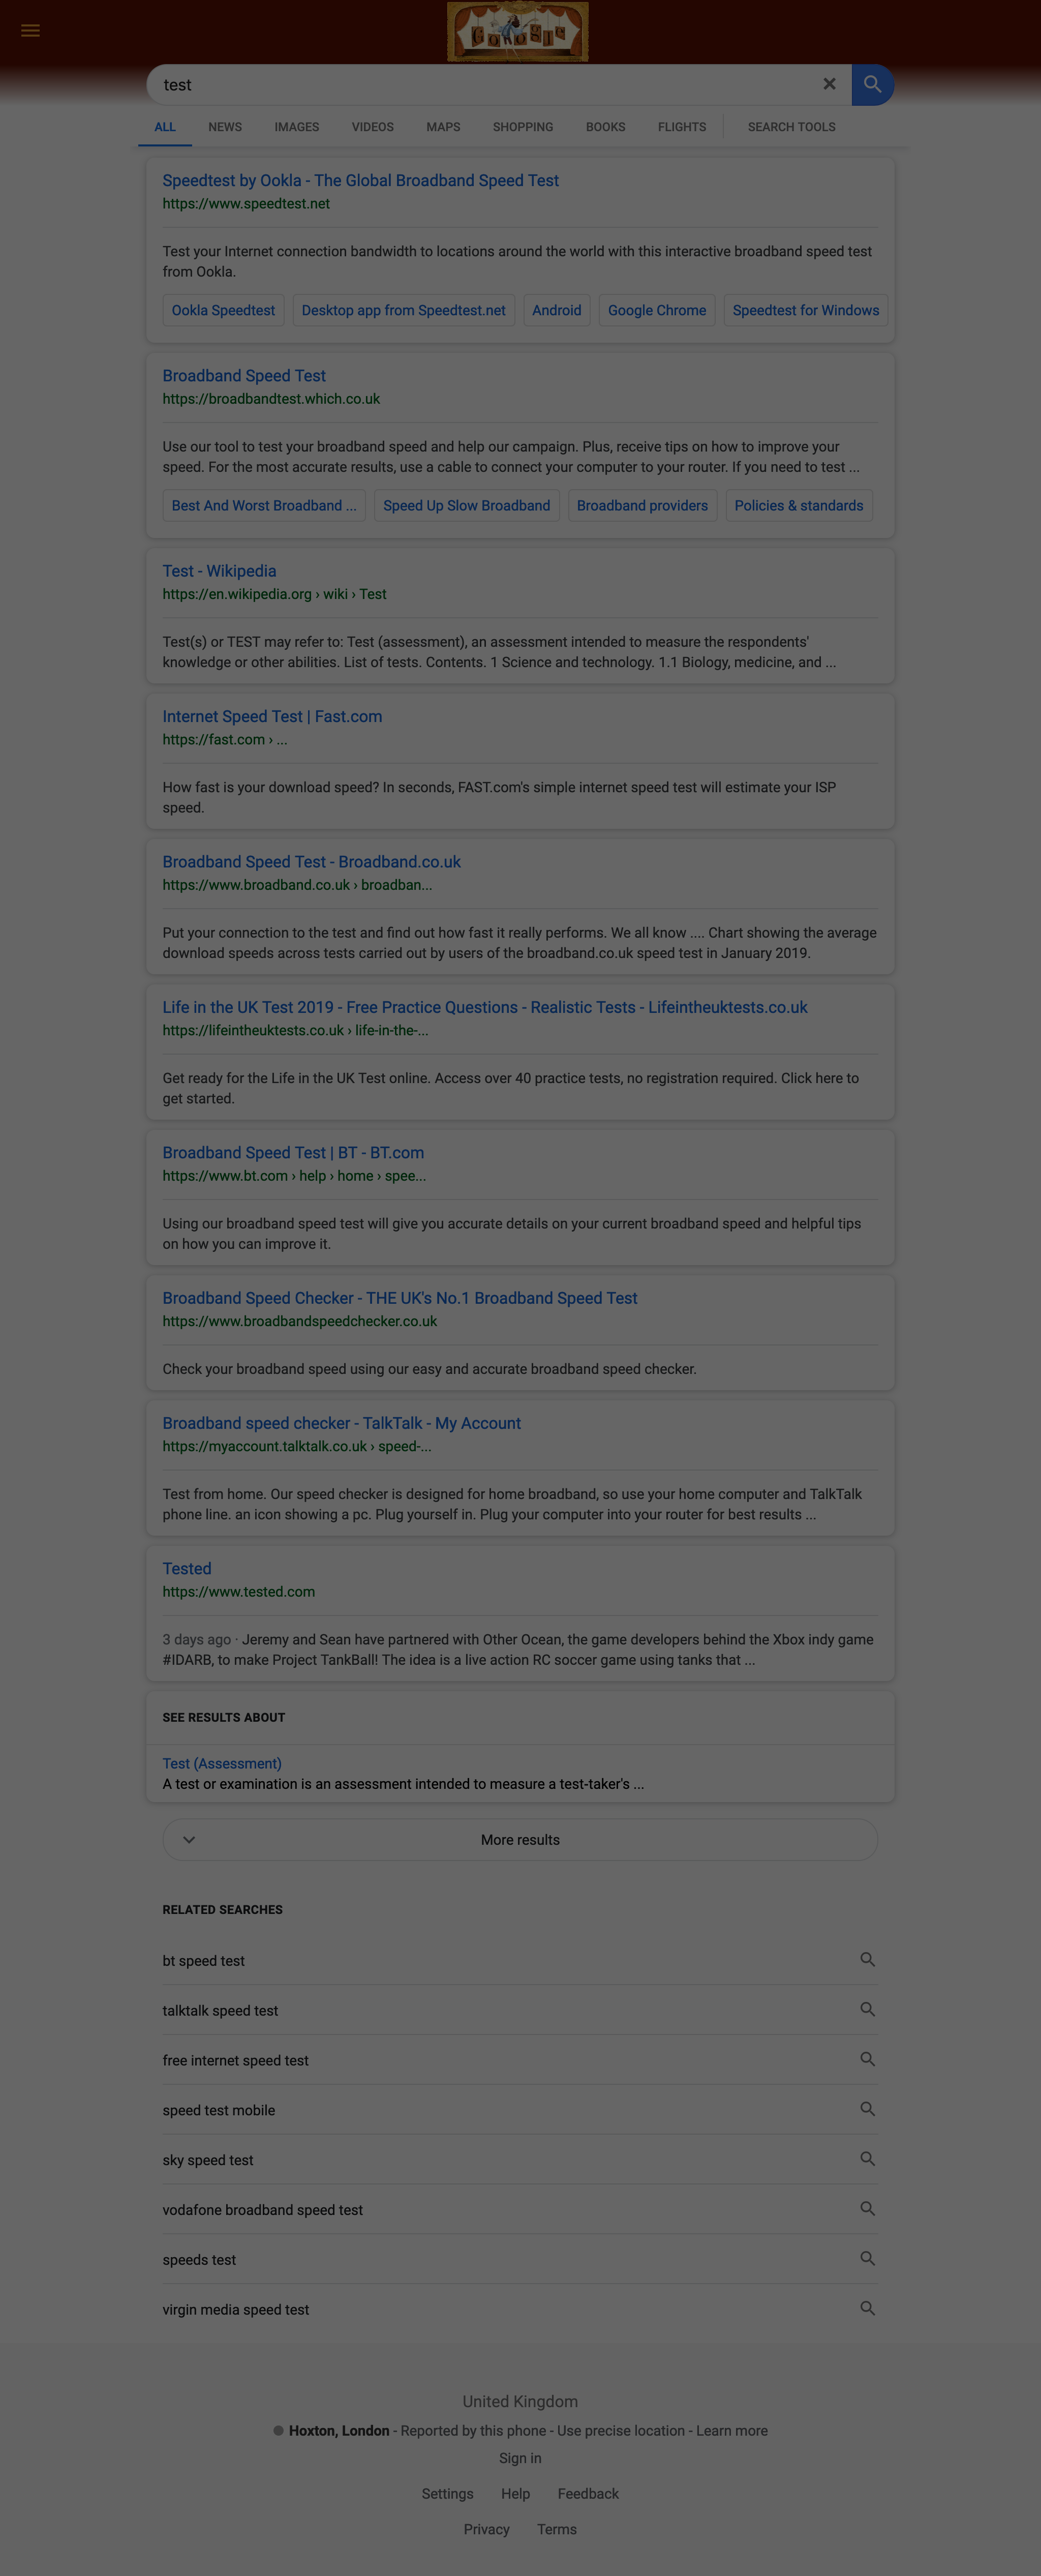 test
ALL NEWS IMAGES VIDEOS MAPS SHOPPING BOOKS FLIGHTS SEARCH TOOLS
Speedtest by Ookla - The Global Broadband Speed Test
https://www.speedtest.net
Test your Internet connection bandwidth to locations around the world with this interactive broadband speed test
from Ookla.
Ookla Speedtest Desktop app from Speedtest.net Android Google Chrome Speedtest for Windows
Broadband Speed Test
https://broadbandtest.which.co.uk
Use our tool to test your broadband speed and help our campaign. Plus, receive tips on how to improve your
speed. For the most accurate results, use a cable to connect your computer to your router. If you need to test ...
Best And Worst Broadband ... Speed Up Slow Broadband Broadband providers Policies & standards
Test - Wikipedia
https://en.wikipedia.org › wiki › Test
Test(s) or TEST may refer to: Test (assessment), an assessment intended to measure the respondents'
knowledge or other abilities. List of tests. Contents. 1 Science and technology. 1.1 Biology, medicine, and ...
Internet Speed Test | Fast.com
https://fast.com › ...
How fast is your download speed? In seconds, FAST.com's simple internet speed test will estimate your ISP
speed.
Broadband Speed Test - Broadband.co.uk
https://www.broadband.co.uk › broadban...
Put your connection to the test and find out how fast it really performs. We all know .... Chart showing the average
download speeds across tests carried out by users of the broadband.co.uk speed test in January 2019.
Life in the UK Test 2019 - Free Practice Questions - Realistic Tests - Lifeintheuktests.co.uk
https://lifeintheuktests.co.uk › life-in-the-...
Get ready for the Life in the UK Test online. Access over 40 practice tests, no registration required. Click here to
get started.
Broadband Speed Test | BT - BT.com
https://www.bt.com › help › home › spee...
Using our broadband speed test will give you accurate details on your current broadband speed and helpful tips
on how you can improve it.
Broadband Speed Checker - THE UK's No.1 Broadband Speed Test
https://www.broadbandspeedchecker.co.uk
Check your broadband speed using our easy and accurate broadband speed checker.
Broadband speed checker - TalkTalk - My Account
https://myaccount.talktalk.co.uk › speed-...
Test from home. Our speed checker is designed for home broadband, so use your home computer and TalkTalk
phone line. an icon showing a pc. Plug yourself in. Plug your computer into your router for best results ...
Tested
https://www.tested.com
3 days ago · Jeremy and Sean have partnered with Other Ocean, the game developers behind the Xbox indy game
#IDARB, to make Project TankBall! The idea is a live action RC soccer game using tanks that ...
SEE RESULTS ABOUT
Test (Assessment)
A test or examination is an assessment intended to measure a test-taker's ...
More results
RELATED SEARCHES
bt speed test
talktalk speed test
free internet speed test
speed test mobile
sky speed test
vodafone broadband speed test
speeds test
virgin media speed test
United Kingdom
Hoxton, London - Reported by this phone - Use precise location - Learn more
Sign in
Settings Help Feedback
Privacy Terms